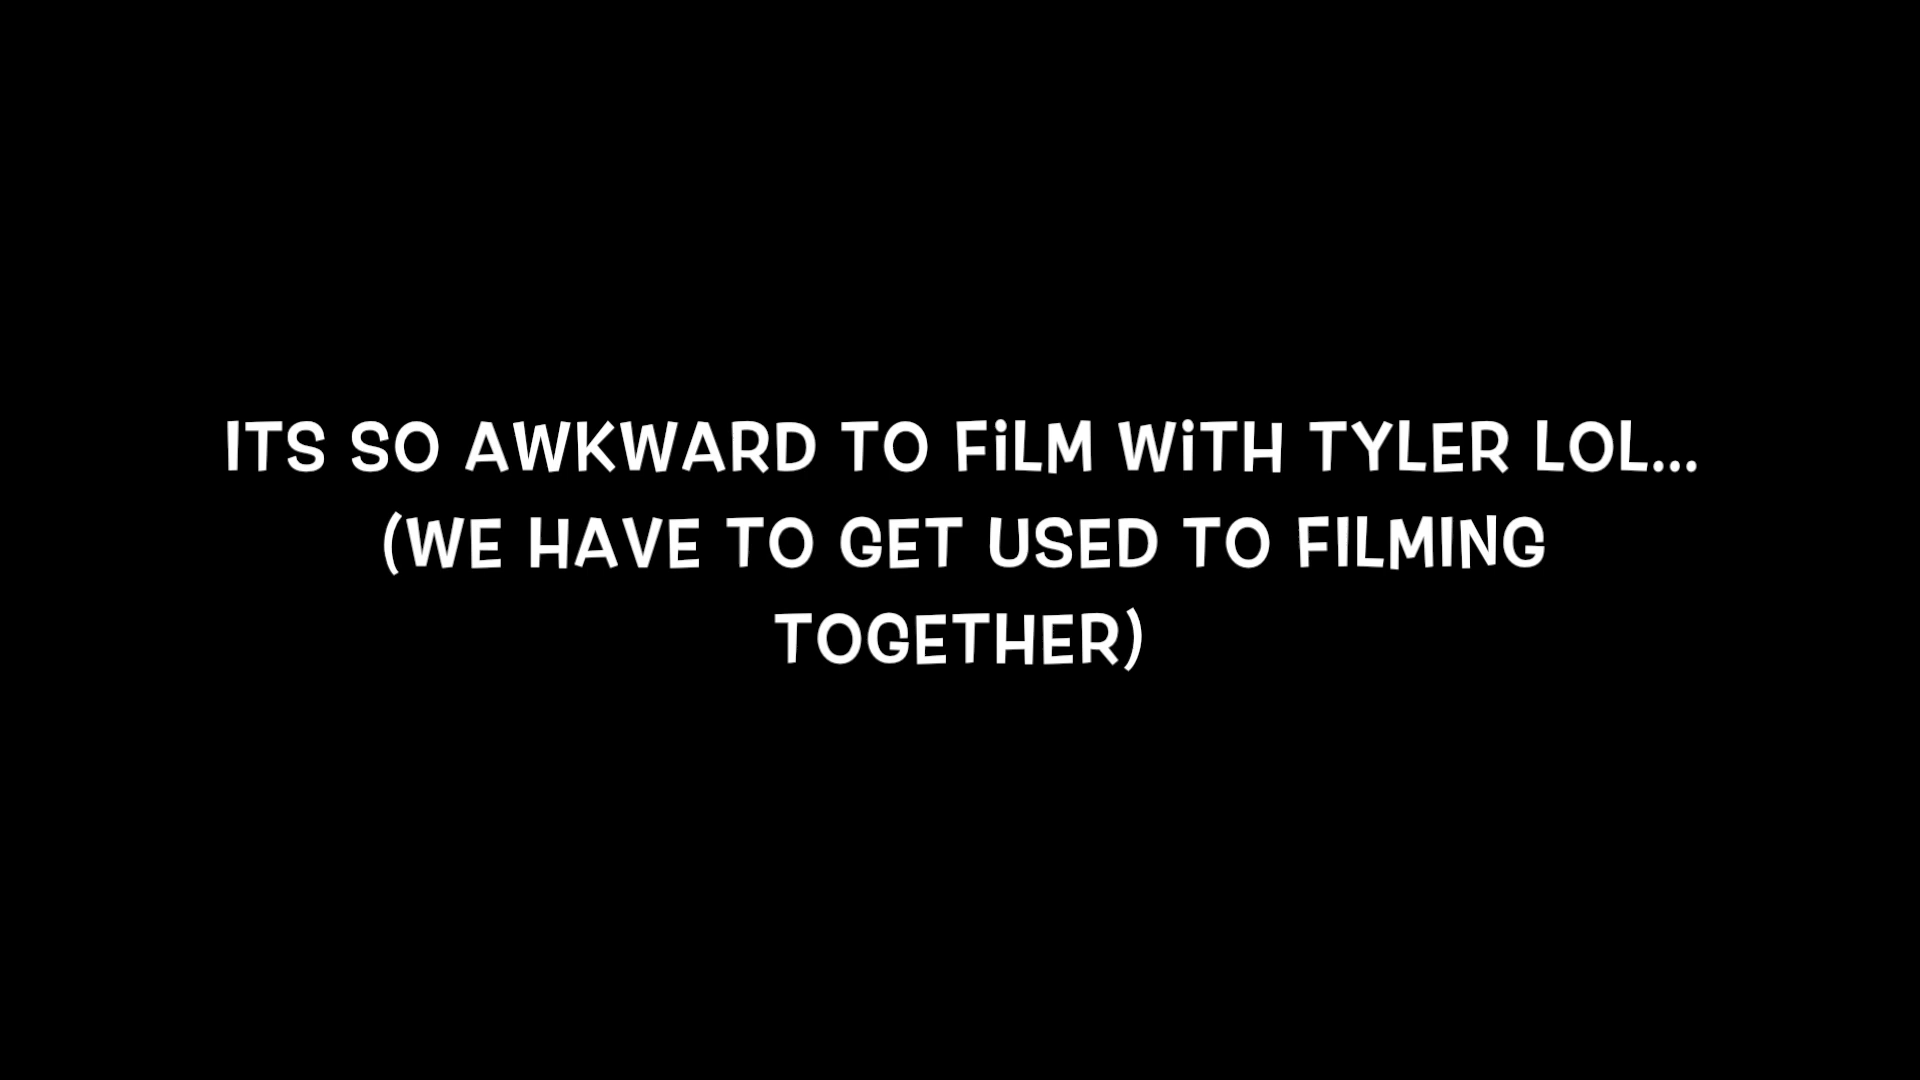 ITS SO AWKWARD TO FiLM WiTH TYLER LOL...
(WE HAVE TO GET USED TO FILMING
TOGETHER)